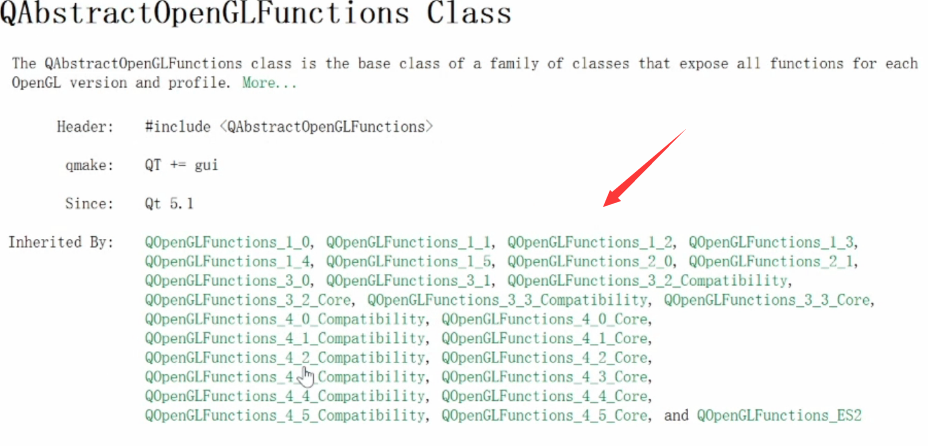 QAbstractOpenGLFunctions Class
The QAbstractOpenGLFunctions class is the base class of a family of classes that expose all functions for each
OpenGL version and profile. More...
Header: #include <QAbstractOpenGLFunctions>
qmake: QT += gui
Since: Qt 5.1
Inherited By: QOpenGLFunctions_1_0, QOpenGLFunctions_1_1, QOpenGLFunctions_1_2, QOpenGLFunctions_1_3,
QOpenGLFunctions_1_4, QOpenGLFunctions_1_5, QOpenGLFunctions_2_0, QOpenGLFunctions_2_1,
QOpenGLFunctions_3_0, QOpenGLFunctions_3_1, QOpenGLFunctions_3_2_Compatibility,
QOpenGLFunctions_3_2_Core, QOpenGLFunctions_3_3_Compatibility, QOpenGLFunctions_3_3_Core,
QOpenGLFunctions_4_0_Compatibility, QOpenGLFunctions_4_0_Core,
QOpenGLFunctions_4_1_Compatibility, QOpenGLFunctions_4_1_Core,
QOpenGLFunctions_4_2_Compatibility, QOpenGLFunctions_4_2_Core,
QOpenGLFunctions_4_3_Compatibility, QOpenGLFunctions_4_3_Core,
QOpenGLFunctions_4_4_Compatibility, QOpenGLFunctions_4_4_Core,
QOpenGLFunctions_4_5_Compatibility, QOpenGLFunctions_4_5_Core, and QOpenGLFunctions_ES2